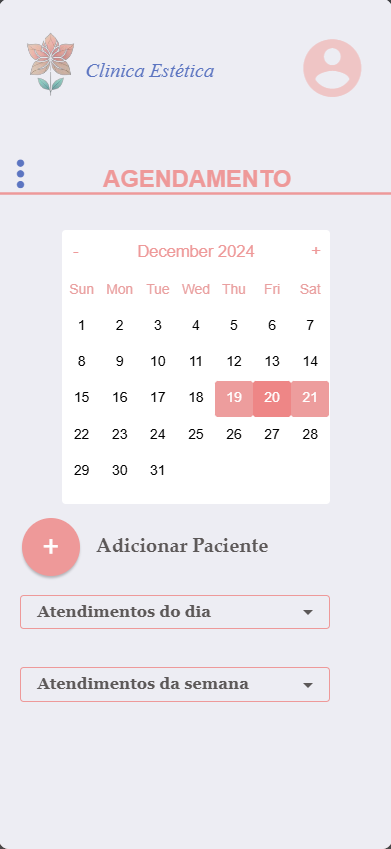 Clinica Estética
AGENDAMENTO
- December 2024 +
Sun Mon Tue Wed Thu Fri Sat
1 2 3 4 5 6 7
8 9 10 11 12 13 14
15 16 17 18 19 20 21
22 23 24 25 26 27 28
29 30 31
+ Adicionar Paciente
Atendimentos do dia
Atendimentos da semana